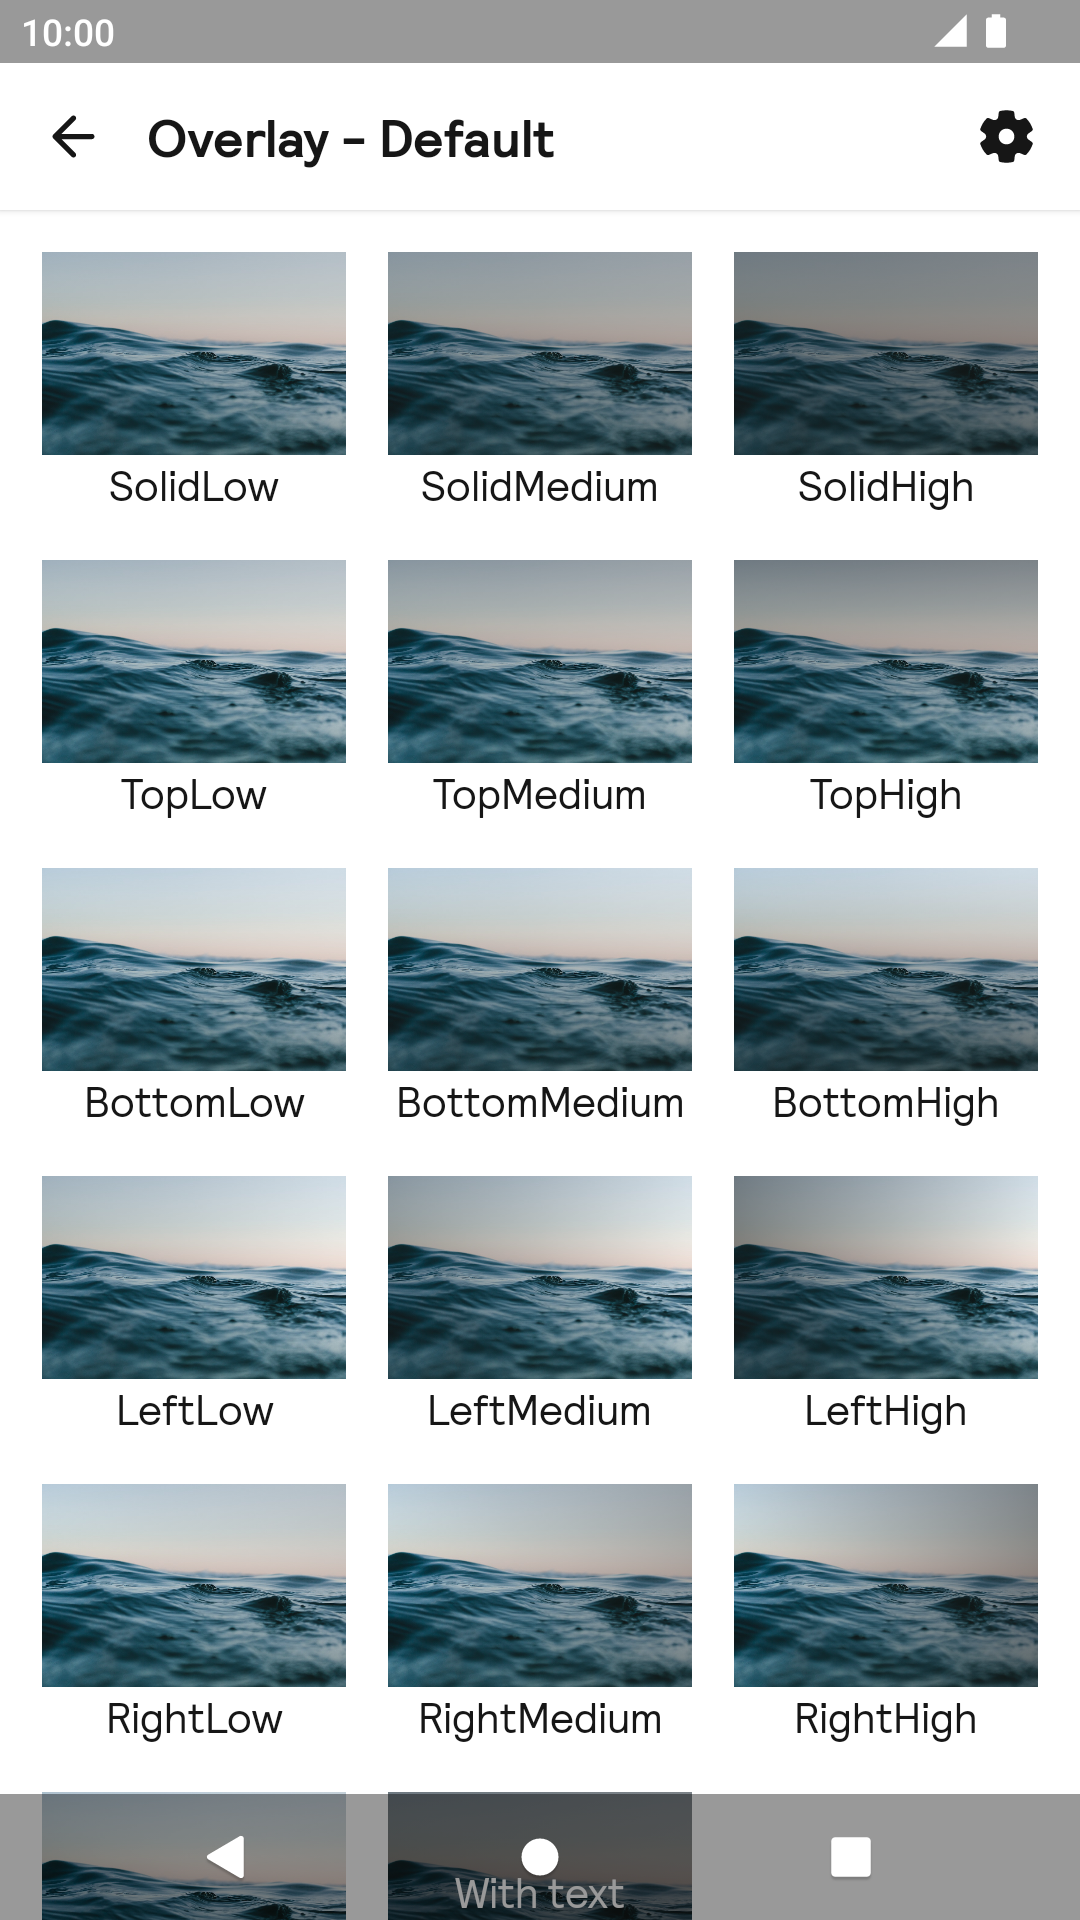 10:00
Overlay - Default
SolidLow
SolidMedium
SolidHigh
TopLow
TopMedium
TopHigh
BottomLow
BottomMedium
BottomHigh
LeftLow
LeftMedium
LeftHigh
RightLow
RightMedium
RightHigh
With text